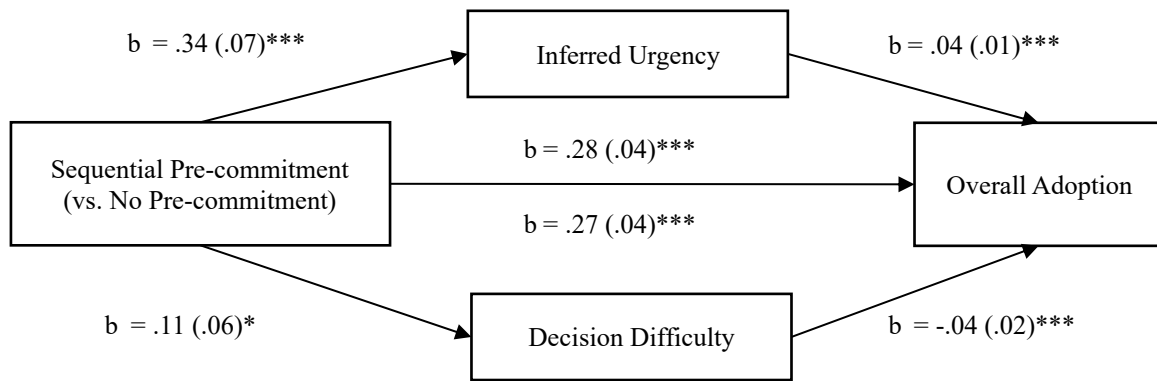 b = .34 (.07)***
Inferred Urgency
b = .04 (.01)***
Sequential Pre-commitment
(vs. No Pre-commitment)
b = .28 (.04)***
b = .27 (.04)***
Overall Adoption
b = .11 (.06)*
Decision Difficulty
b = -.04 (.02)***